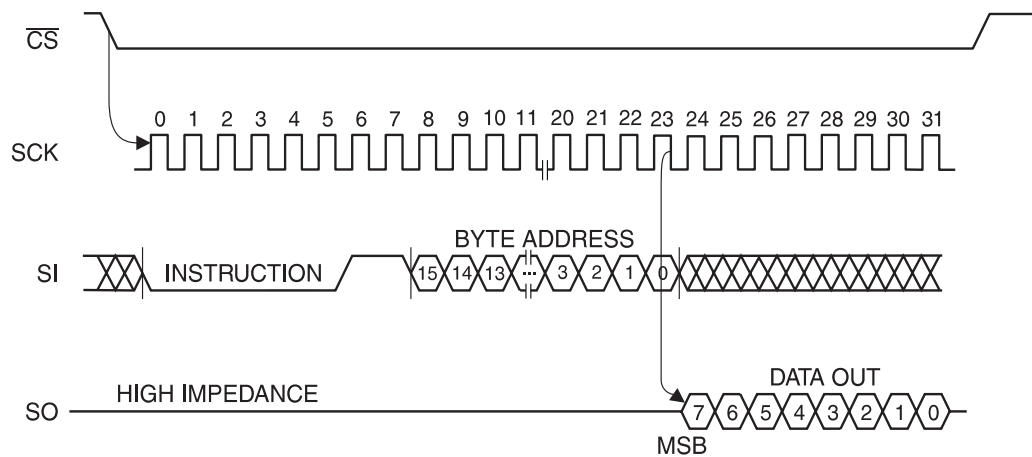 CS
0 1 2 3 4 5 6 7 8 9 10 11 20 21 22 23 24 25 26 27 28 29 30 31
SCK
BYTE ADDRESS
SI INSTRUCTION 15 14 13 ... 3 2 1 0
HIGH IMPEDANCE DATA OUT
SO 7 6 5 4 3 2 1 0
MSB